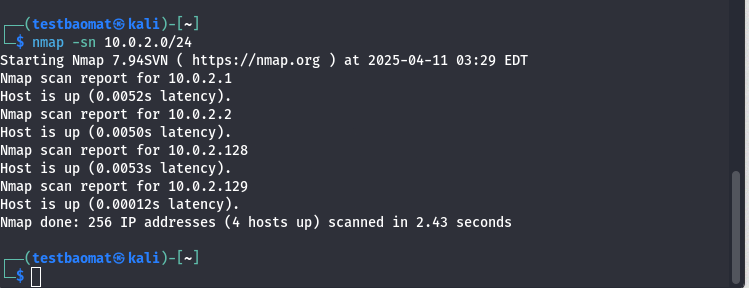 ┌──(testbaomat㉿kali)-[~]
└─$ nmap -sn 10.0.2.0/24
Starting Nmap 7.94SVN ( https://nmap.org ) at 2025-04-11 03:29 EDT
Nmap scan report for 10.0.2.1
Host is up (0.0052s latency).
Nmap scan report for 10.0.2.2
Host is up (0.0050s latency).
Nmap scan report for 10.0.2.128
Host is up (0.0053s latency).
Nmap scan report for 10.0.2.129
Host is up (0.00012s latency).
Nmap done: 256 IP addresses (4 hosts up) scanned in 2.43 seconds
┌──(testbaomat㉿kali)-[~]
└─$